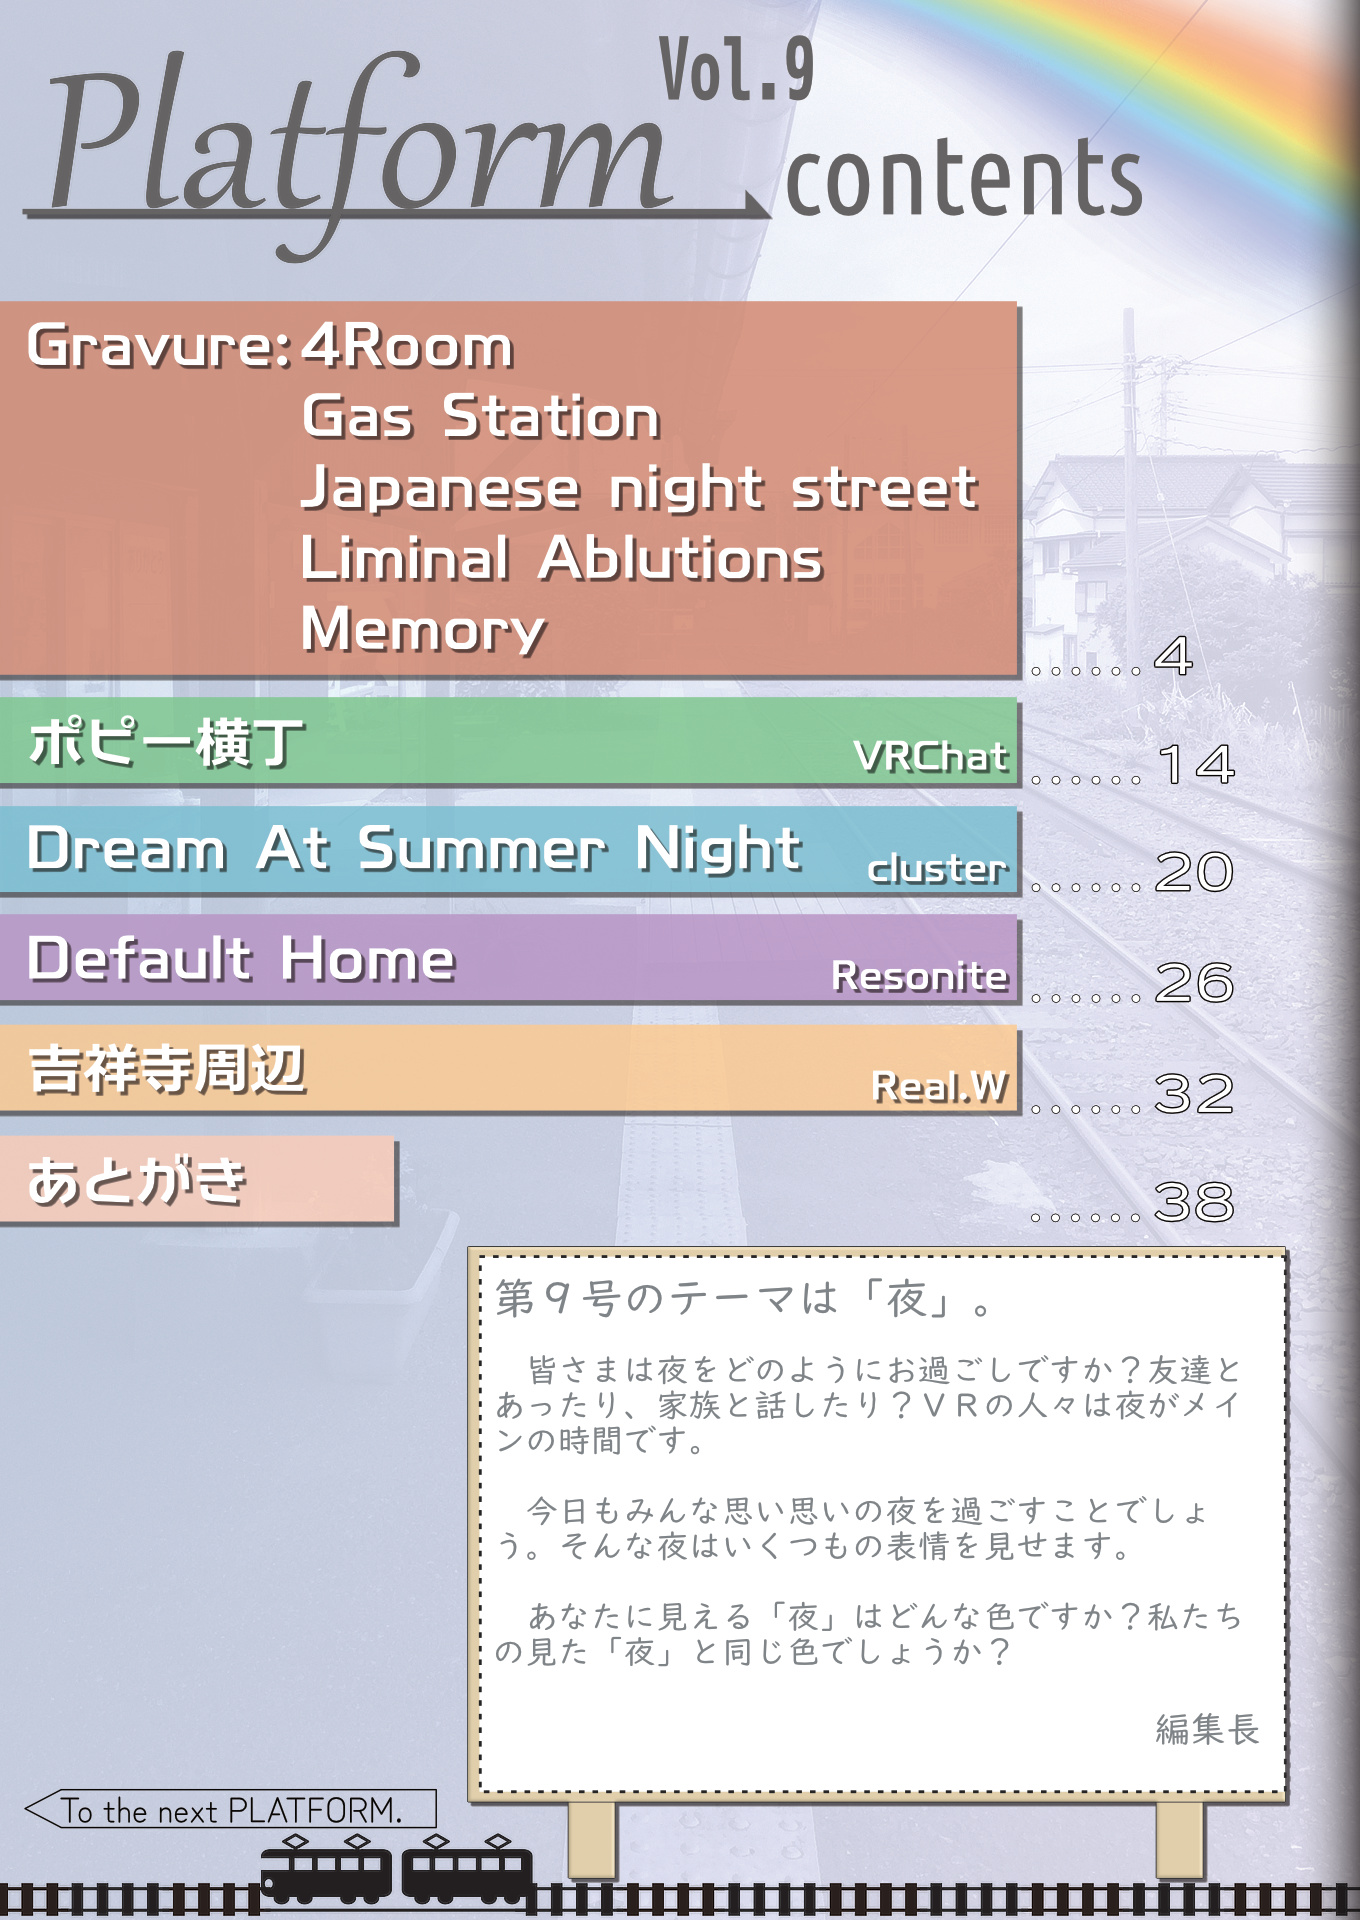 Platform Vol.9
contents
Gravure: 4Room
Gas Station
Japanese night street
Liminal Ablutions
Memory
......4
ポピー横丁 VRChat ......14
Dream At Summer Night cluster ......20
Default Home Resonite ......26
吉祥寺周辺 Real.W ......32
あとがき ......38
第９号のテーマは「夜」。
　皆さまは夜をどのようにお過ごしですか？友達と
あったり、家族と話したり？ＶＲの人々は夜がメイ
ンの時間です。
　今日もみんな思い思いの夜を過ごすことでしょ
う。そんな夜はいくつもの表情を見せます。
　あなたに見える「夜」はどんな色ですか？私たち
の見た「夜」と同じ色でしょうか？
編集長
To the next PLATFORM.